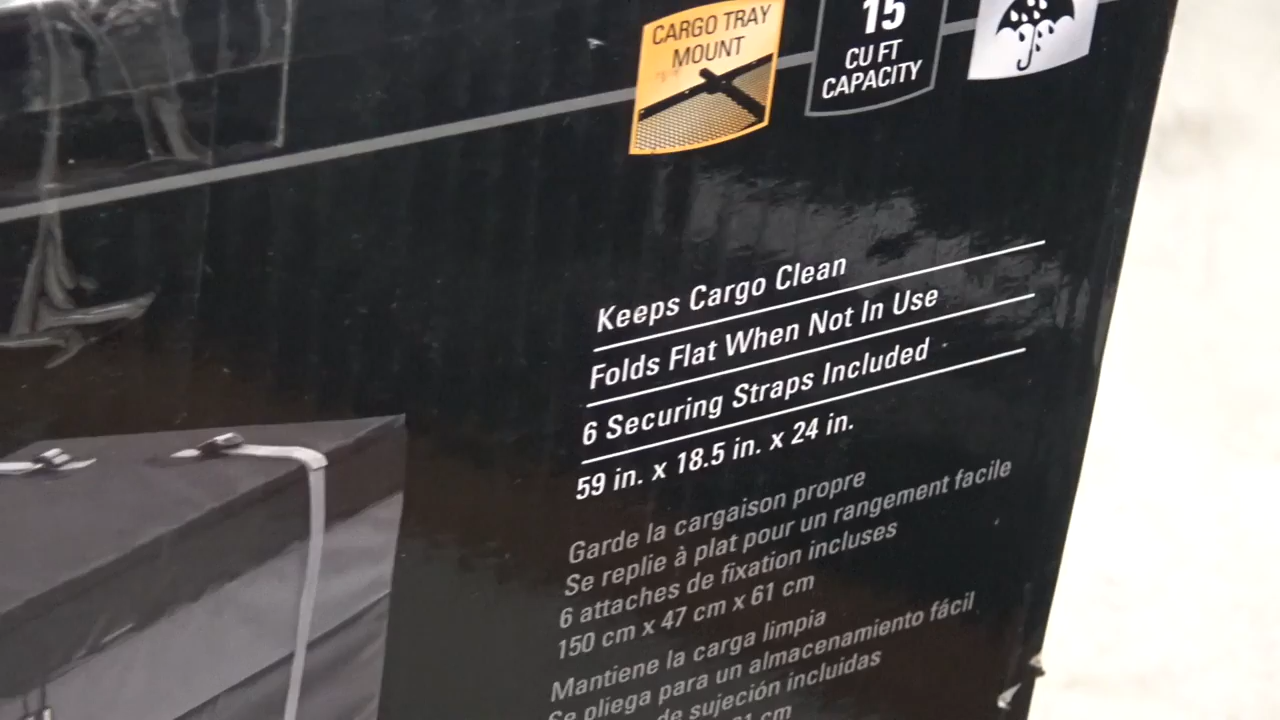 CARGO TRAY
MOUNT
15
CU FT
CAPACITY
Keeps Cargo Clean
Folds Flat When Not In Use
6 Securing Straps Included
59 in. x 18.5 in. x 24 in.
Garde la cargaison propre
Se replie à plat pour un rangement facile
6 attaches de fixation incluses
150 cm x 47 cm x 61 cm
Mantiene la carga limpia
Se pliega para un almacenamiento fácil
de sujeción incluidas
cm